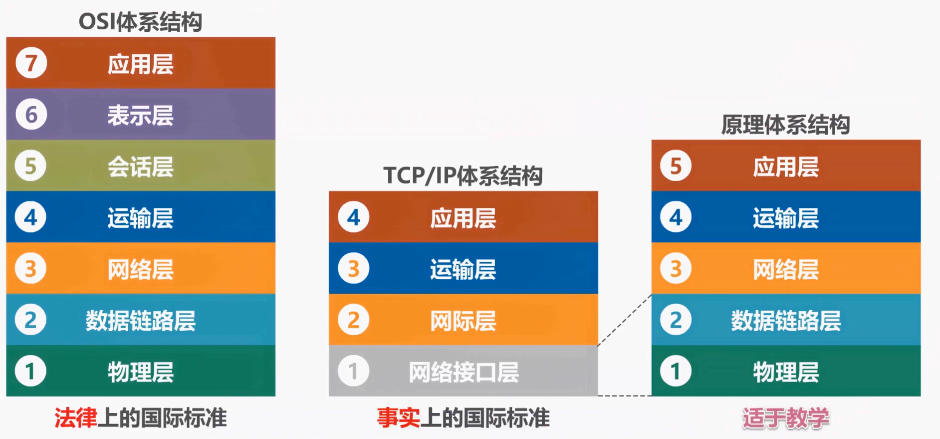 OSI体系结构
7 应用层
6 表示层
5 会话层
4 运输层
3 网络层
2 数据链路层
1 物理层
法律上的国际标准
TCP/IP体系结构
4 应用层
3 运输层
2 网际层
1 网络接口层
事实上的国际标准
原理体系结构
5 应用层
4 运输层
3 网络层
2 数据链路层
1 物理层
适于教学